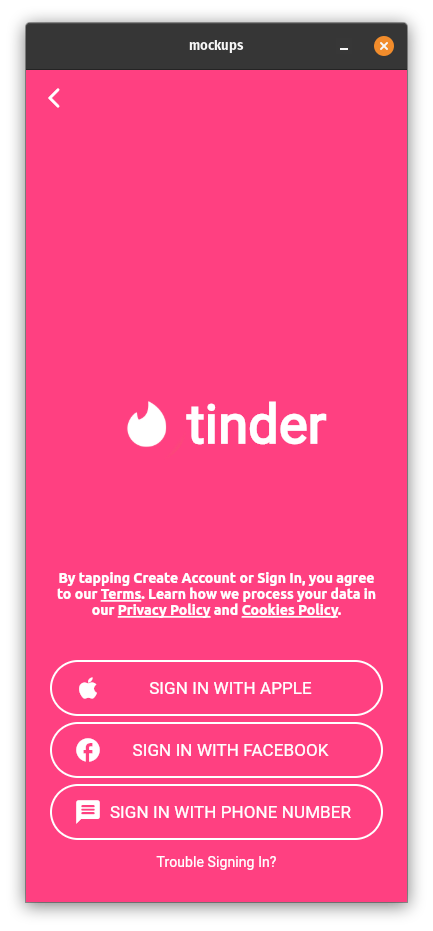 mockups
tinder
By tapping Create Account or Sign In, you agree
to our Terms. Learn how we process your data in
our Privacy Policy and Cookies Policy.
SIGN IN WITH APPLE
SIGN IN WITH FACEBOOK
SIGN IN WITH PHONE NUMBER
Trouble Signing In?